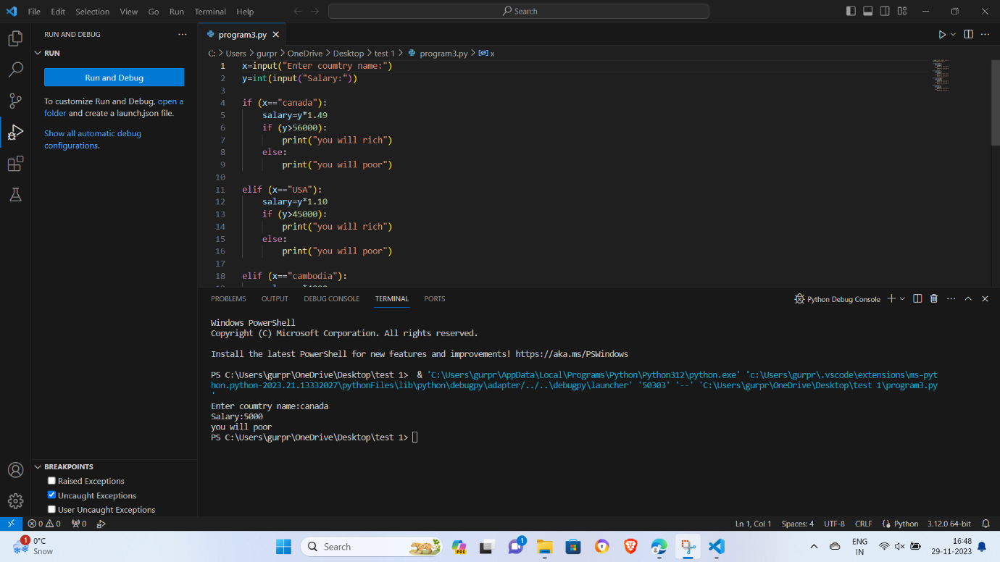 File Edit Selection View Go Run Terminal Help
Search
RUN AND DEBUG
program3.py
RUN
C: > Users > gurpr > OneDrive > Desktop > test 1 > program3.py > x
Run and Debug
To customize Run and Debug, open a
folder and create a launch.json file.
Show all automatic debug
configurations.
1 x=input("Enter coumtry name:")
2 y=int(input("Salary:"))
3
4 if (x=="canada"):
5 salary=y*1.49
6 if (y>56000):
7 print("you will rich")
8 else:
9 print("you will poor")
10
11 elif (x=="USA"):
12 salary=y*1.10
13 if (y>45000):
14 print("you will rich")
15 else:
16 print("you will poor")
17
18 elif (x=="cambodia"):
PROBLEMS OUTPUT DEBUG CONSOLE TERMINAL PORTS
Python Debug Console
Windows PowerShell
Copyright (C) Microsoft Corporation. All rights reserved.
Install the latest PowerShell for new features and improvements! https://aka.ms/PSWindows
PS C:\Users\gurpr\OneDrive\Desktop\test 1> & 'C:\Users\gurpr\AppData\Local\Programs\Python\Python312\python.exe' 'c:\Users\gurpr\.vscode\extensions\ms-pyt
hon.python-2023.21.13332027\pythonFiles\lib\python\debugpy\adapter/../..\debugpy\launcher' '50303' '--' 'C:\Users\gurpr\OneDrive\Desktop\test 1\program3.py
'
Enter coumtry name:canada
Salary:5000
you will poor
PS C:\Users\gurpr\OneDrive\Desktop\test 1>
BREAKPOINTS
Raised Exceptions
Uncaught Exceptions
User Uncaught Exceptions
0 0 0
Ln 1, Col 1 Spaces: 4 UTF-8 CRLF Python 3.12.0 64-bit
1
0°C
Snow
Search
PRE
1
ENG
IN
16:48
29-11-2023